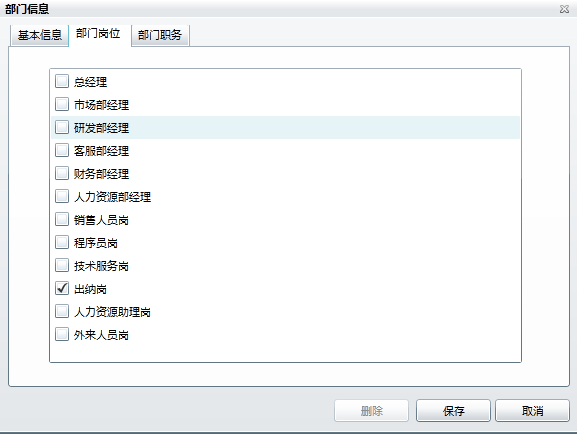 部门信息
基本信息 部门岗位 部门职务
总经理
市场部经理
研发部经理
客服部经理
财务部经理
人力资源部经理
销售人员岗
程序员岗
技术服务岗
出纳岗
人力资源助理岗
外来人员岗
删除 保存 取消